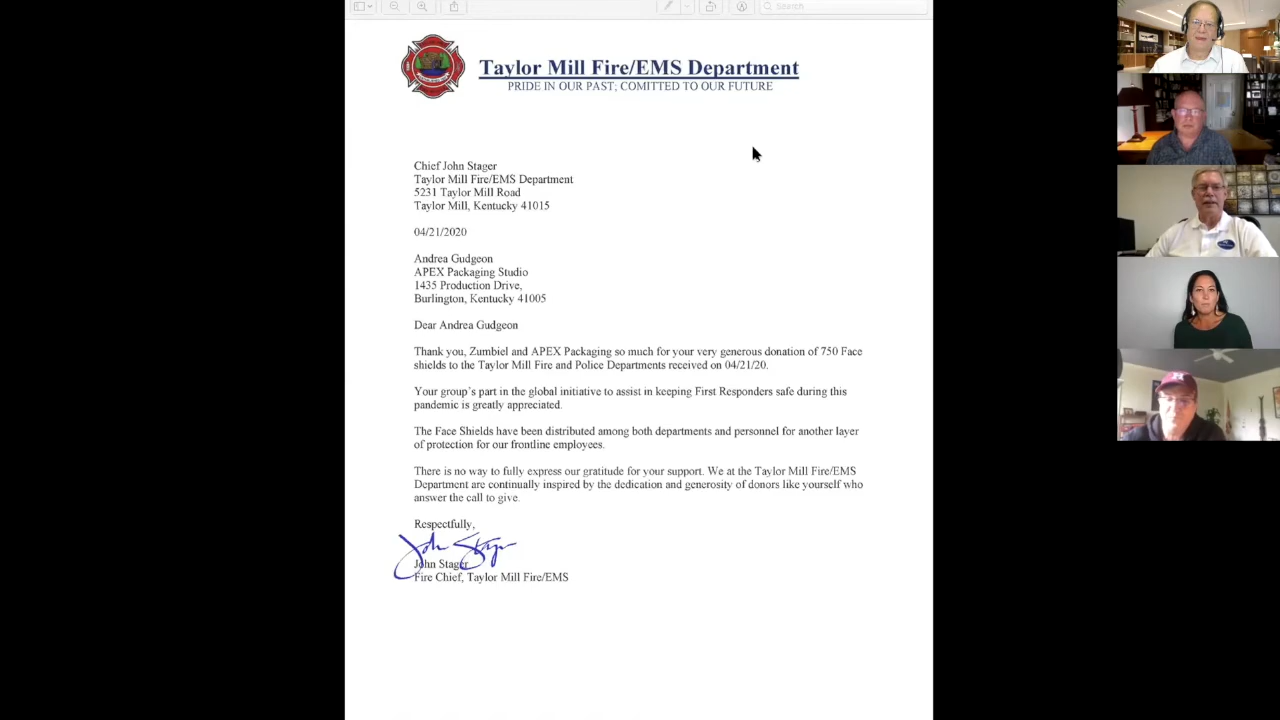 Search
Taylor Mill Fire/EMS Department
PRIDE IN OUR PAST; COMITTED TO OUR FUTURE
Chief John Stager
Taylor Mill Fire/EMS Department
5231 Taylor Mill Road
Taylor Mill, Kentucky 41015
04/21/2020
Andrea Gudgeon
APEX Packaging Studio
1435 Production Drive,
Burlington, Kentucky 41005
Dear Andrea Gudgeon
Thank you, Zumbiel and APEX Packaging so much for your very generous donation of 750 Face
shields to the Taylor Mill Fire and Police Departments received on 04/21/20.
Your group's part in the global initiative to assist in keeping First Responders safe during this
pandemic is greatly appreciated.
The Face Shields have been distributed among both departments and personnel for another layer
of protection for our frontline employees.
There is no way to fully express our gratitude for your support. We at the Taylor Mill Fire/EMS
Department are continually inspired by the dedication and generosity of donors like yourself who
answer the call to give.
Respectfully,
John Stager
John Stager
Fire Chief, Taylor Mill Fire/EMS